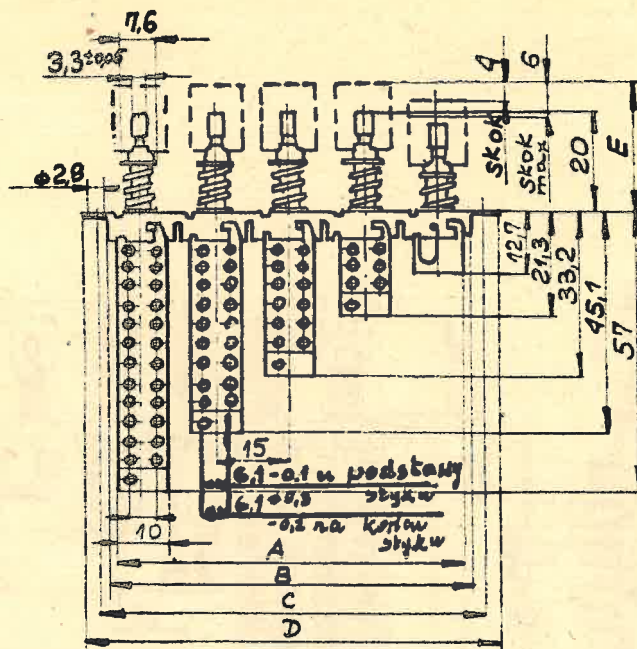 7,6
3,3±0,05
4
6
skok
skok
max
20
E
ϕ2,8
12,7
21,3
33,2
45,1
57
15
6,1-0,1 u podstawy
styków
6,1+0,3
-0,2 na końcu
styków
10
A
B
C
D